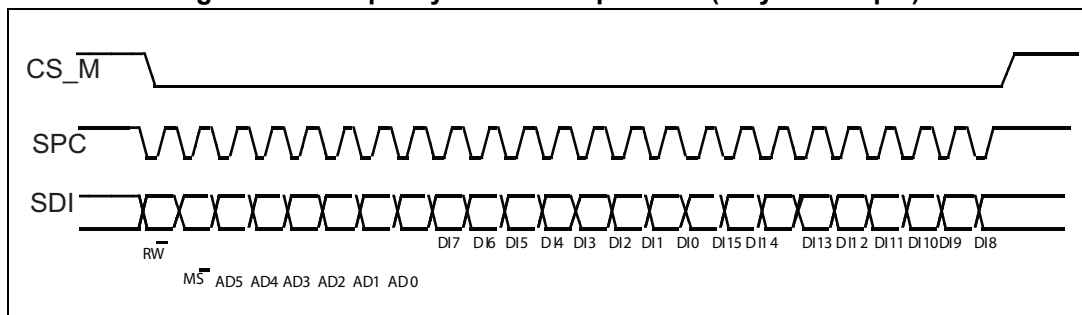 CS_M
SPC
SDI
DI7 DI6 DI5 DI4 DI3 DI2 DI1 DI0 DI15 DI14 DI13 DI12 DI11 DI10 DI9 DI8
RW
MS AD5 AD4 AD3 AD2 AD1 AD0